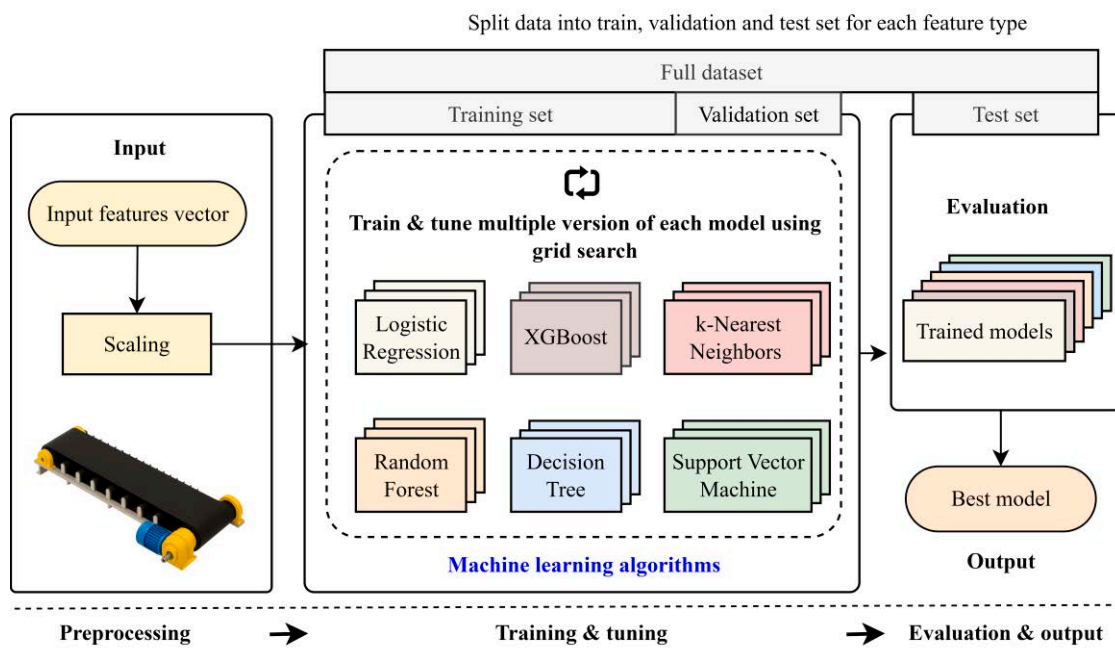 Split data into train, validation and test set for each feature type
Full dataset
Training set
Validation set
Test set
Input
Input features vector
Scaling
Train & tune multiple version of each model using
grid search
Logistic
Regression
XGBoost
k-Nearest
Neighbors
Random
Forest
Decision
Tree
Support Vector
Machine
Machine learning algorithms
Evaluation
Trained models
Best model
Output
Preprocessing
Training & tuning
Evaluation & output